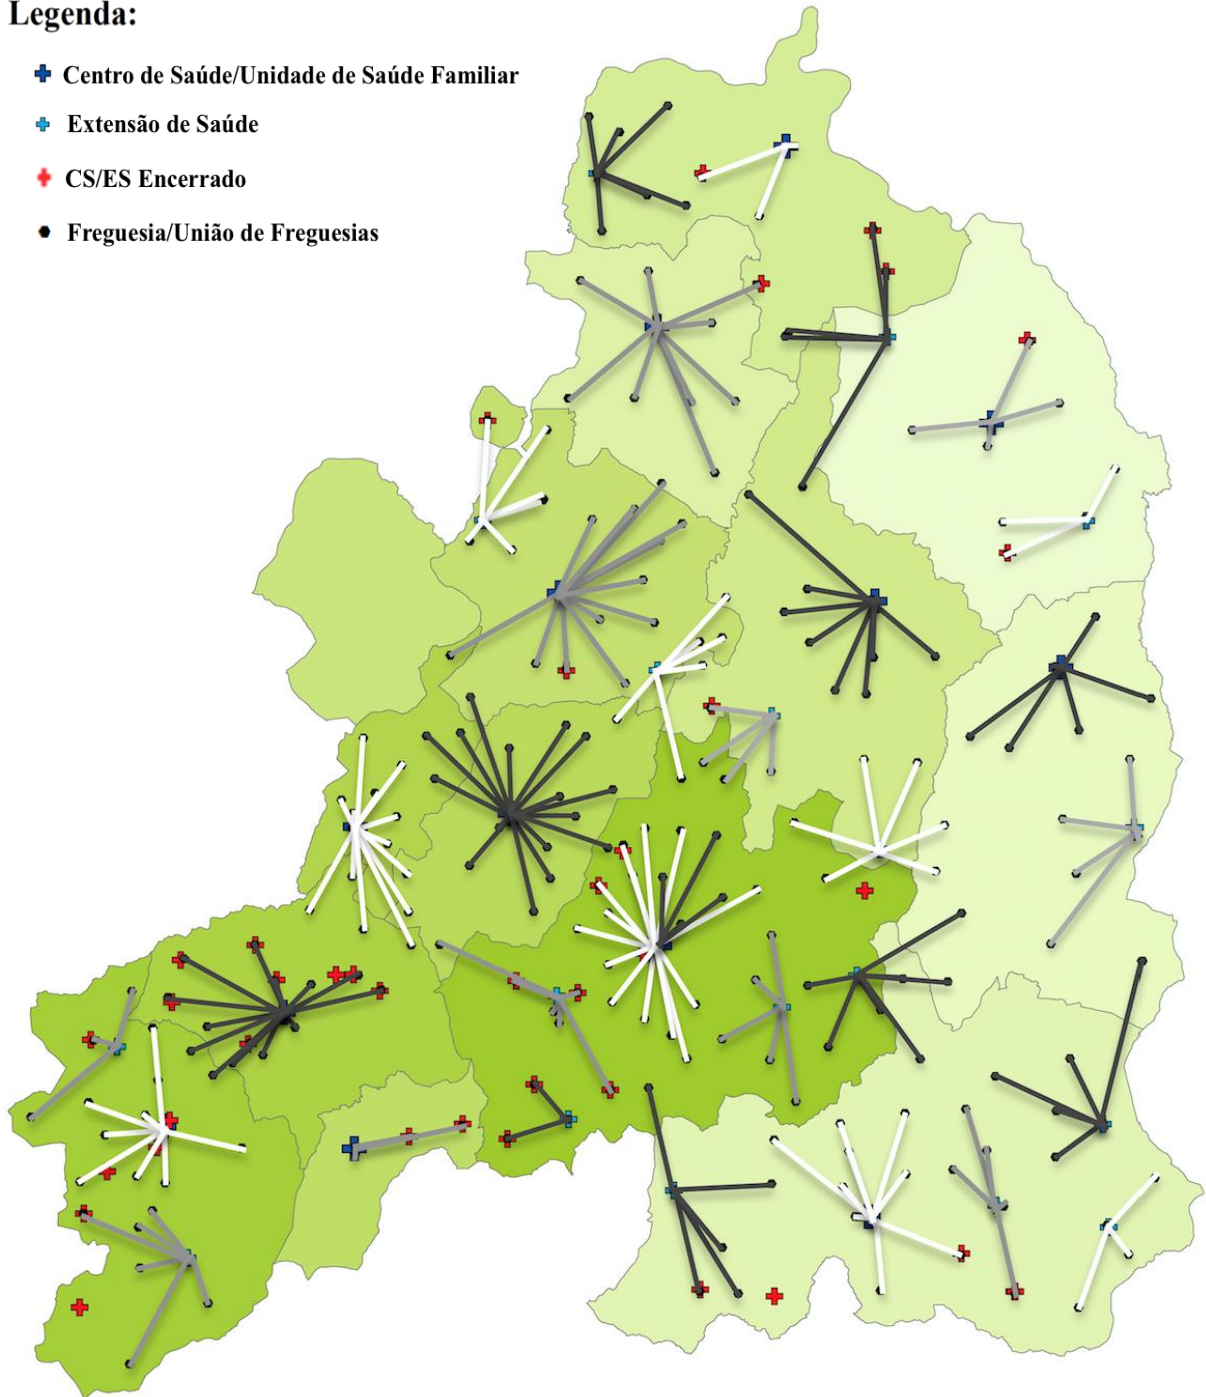 Legenda:
Centro de Saúde/Unidade de Saúde Familiar
Extensão de Saúde
CS/ES Encerrado
Freguesia/União de Freguesias